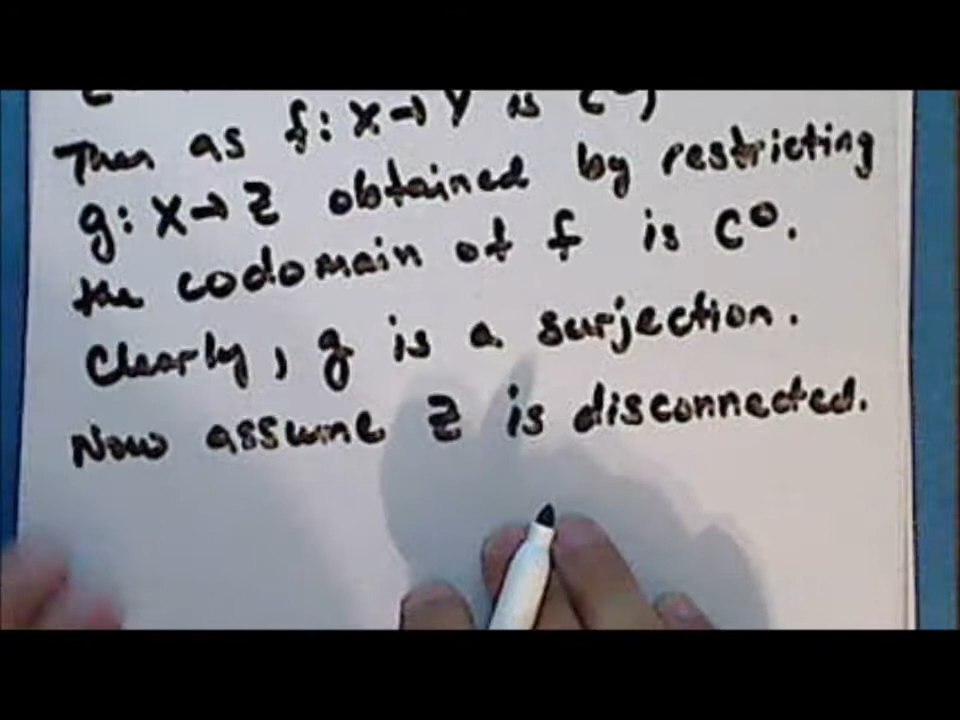 Then as f: X→Y is C⁰,
g: X→Z obtained by restricting
the codomain of f is C⁰.
Clearly, g is a surjection.
Now assume Z is disconnected.